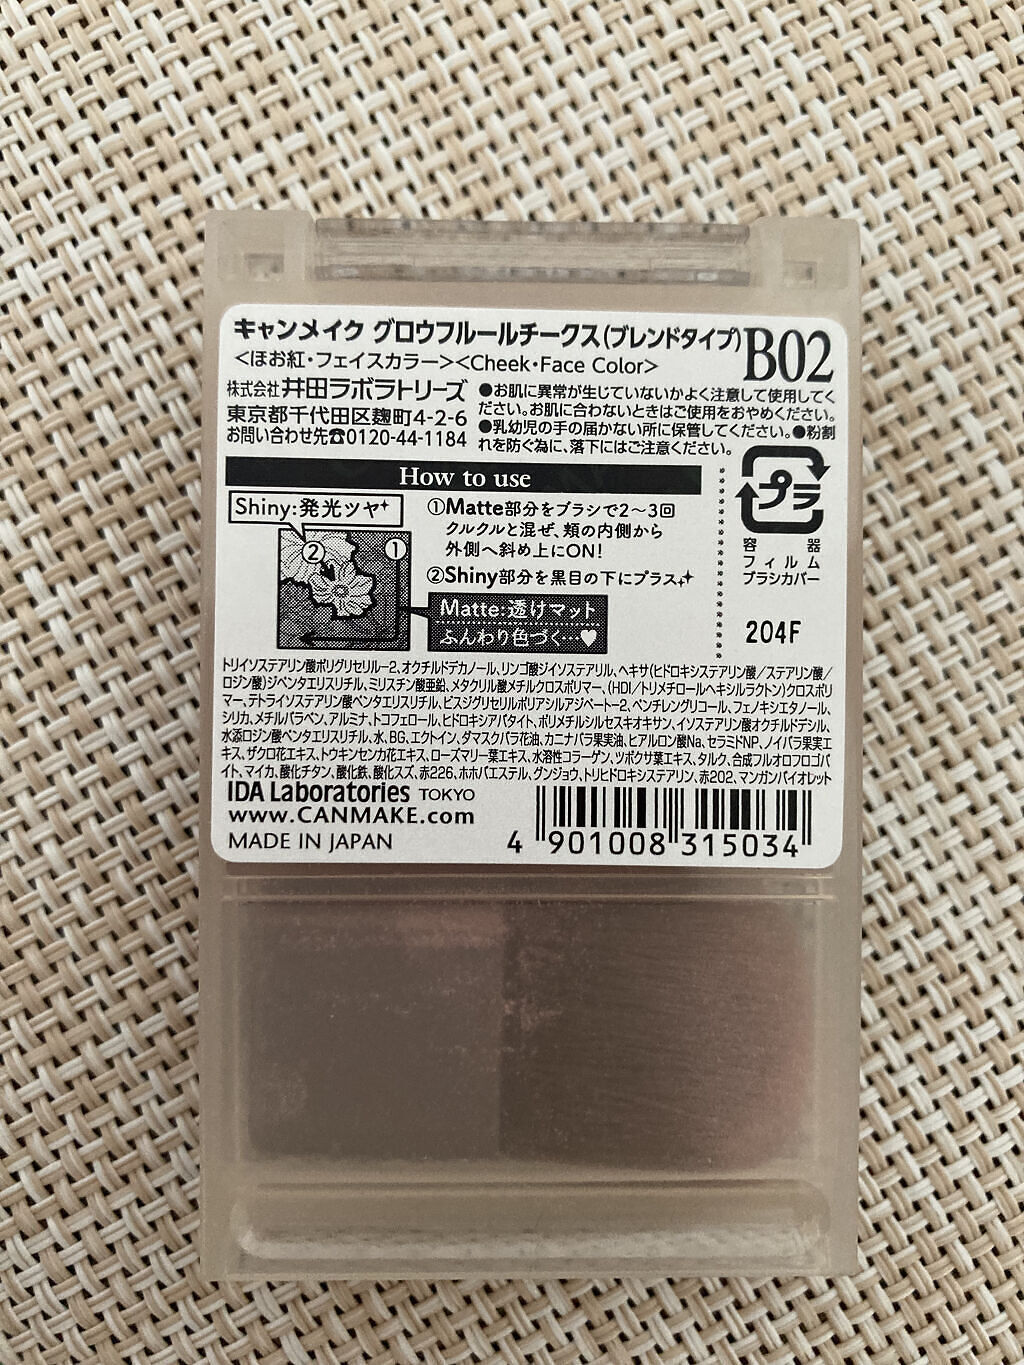 キャンメイク グロウフルールチークス(ブレンドタイプ)
B02
<ほお紅・フェイスカラー><Cheek・Face Color>
株式会社井田ラボラトリーズ
東京都千代田区麹町4-2-6
お問い合わせ先☎0120-44-1184
●お肌に異常が生じていないかよく注意して使用してく
ださい。お肌に合わないときはご使用をおやめください。
●乳幼児の手の届かない所に保管してください。●粉割
れを防ぐ為に、落下にはご注意ください。
How to use
Shiny:発光ツヤ
② ①
①Matte部分をブラシで2〜3回
クルクルと混ぜ、頬の内側から
外側へ斜め上にON!
②Shiny部分を黒目の下にプラス
Matte:透けマット
ふんわり色づく…♥
プラ
容器
フィルム
ブラシカバー
204F
トリイソステアリン酸ポリグリセリル-2、オクチルドデカノール、リンゴ酸ジイソステアリル、ヘキサ(ヒドロキシステアリン酸/ステアリン酸/
ロジン酸)ジペンタエリスリチル、ミリスチン酸亜鉛、メタクリル酸メチルクロスポリマー、(HDI/トリメチロールヘキシルラクトン)クロスポリ
マー、テトライソステアリン酸ペンタエリスリチル、ビスジグリセリルポリアシルアジペート-2、ペンチレングリコール、フェノキシエタノール、
シリカ、メチルパラベン、アルミナ、トコフェロール、ヒドロキシアパタイト、ポリメチルシルセスキオキサン、イソステアリン酸オクチルドデシル、
水添ロジン酸ペンタエリスリチル、水、BG、エクトイン、ダマスクバラ花油、カニナバラ果実油、ヒアルロン酸Na、セラミドNP、ノイバラ果実エ
キス、ザクロ花エキス、トウキンセンカ花エキス、ローズマリー葉エキス、水溶性コラーゲン、ツボクサ葉エキス、タルク、合成フルオロフロゴパ
イト、マイカ、酸化チタン、酸化鉄、酸化スズ、赤226、ホホバエステル、グンジョウ、トリヒドロキシステアリン、赤202、マンガンバイオレット
IDA Laboratories TOKYO
www.CANMAKE.com
MADE IN JAPAN
4 901008 315034